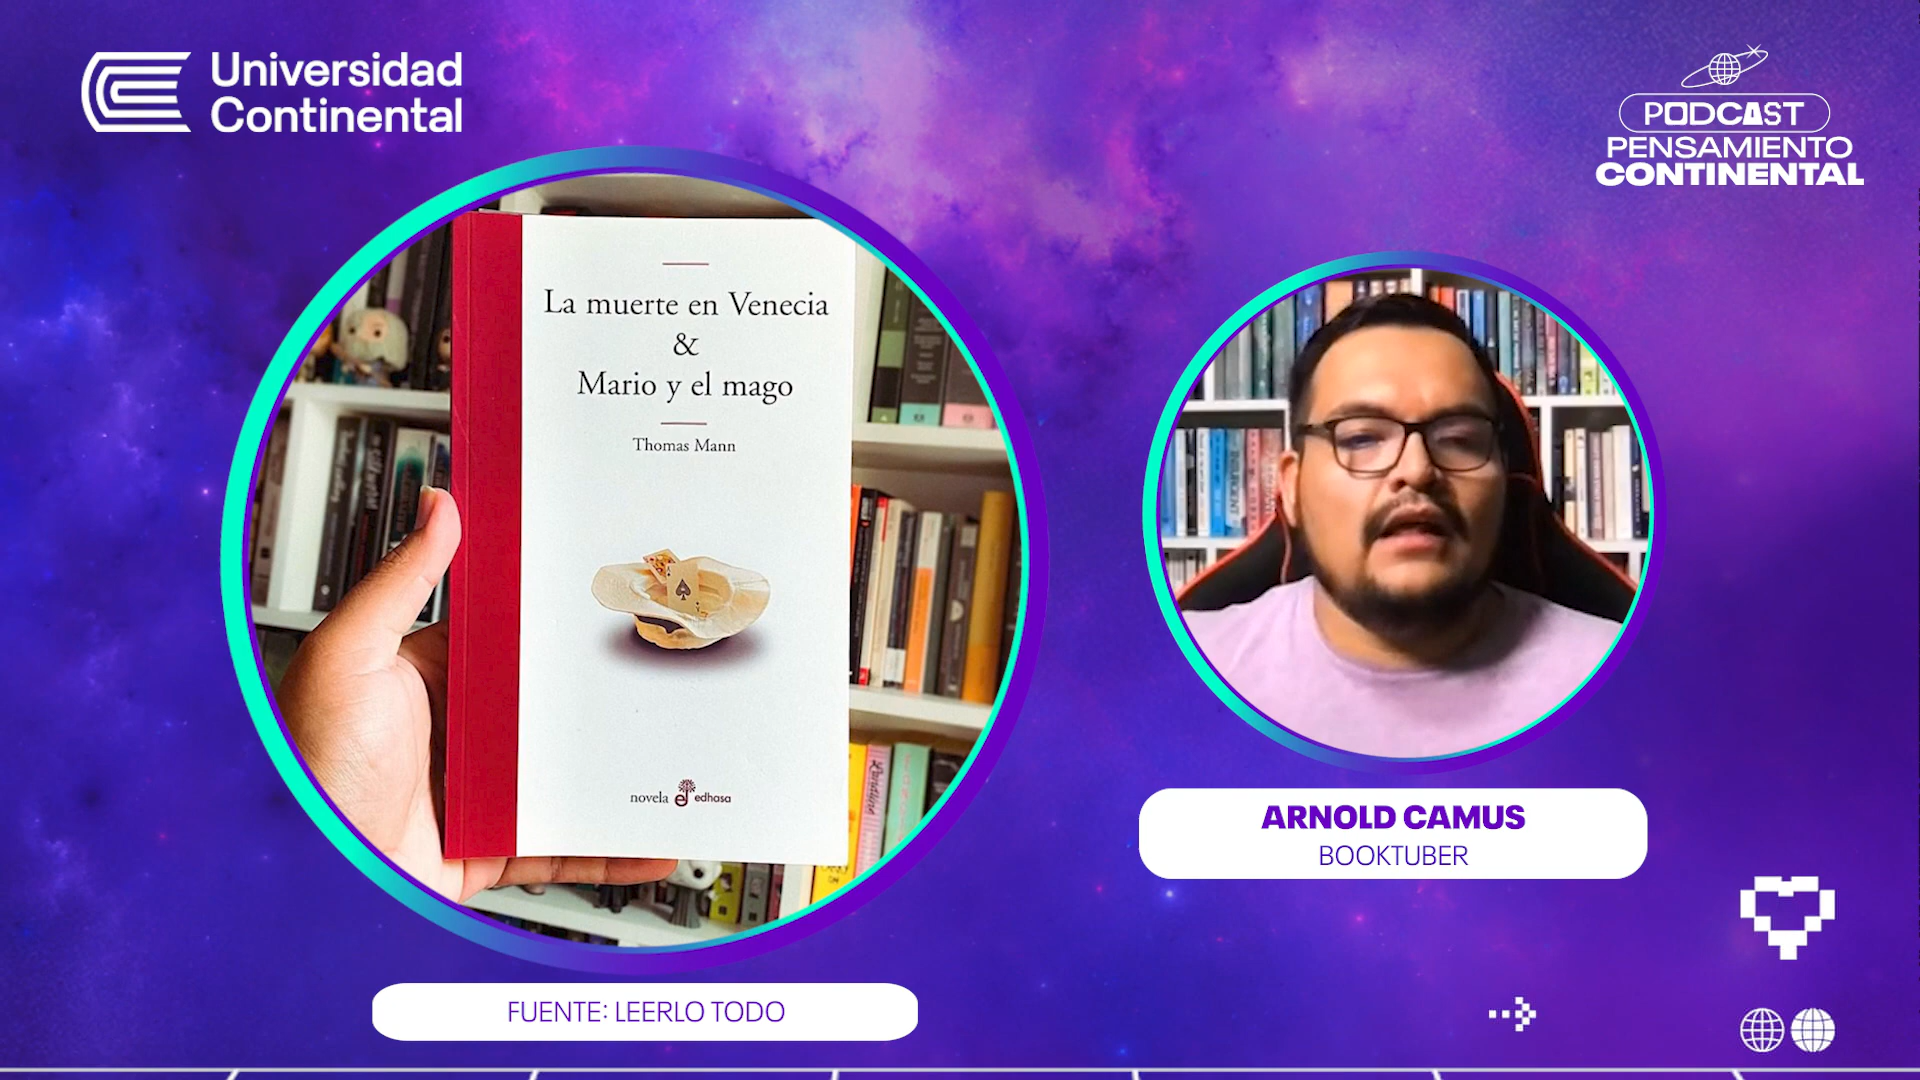 Universidad
Continental
PODCAST
PENSAMIENTO
CONTINENTAL
La muerte en Venecia
&
Mario y el mago
Thomas Mann
novela edhasa
ARNOLD CAMUS
BOOKTUBER
FUENTE: LEERLO TODO